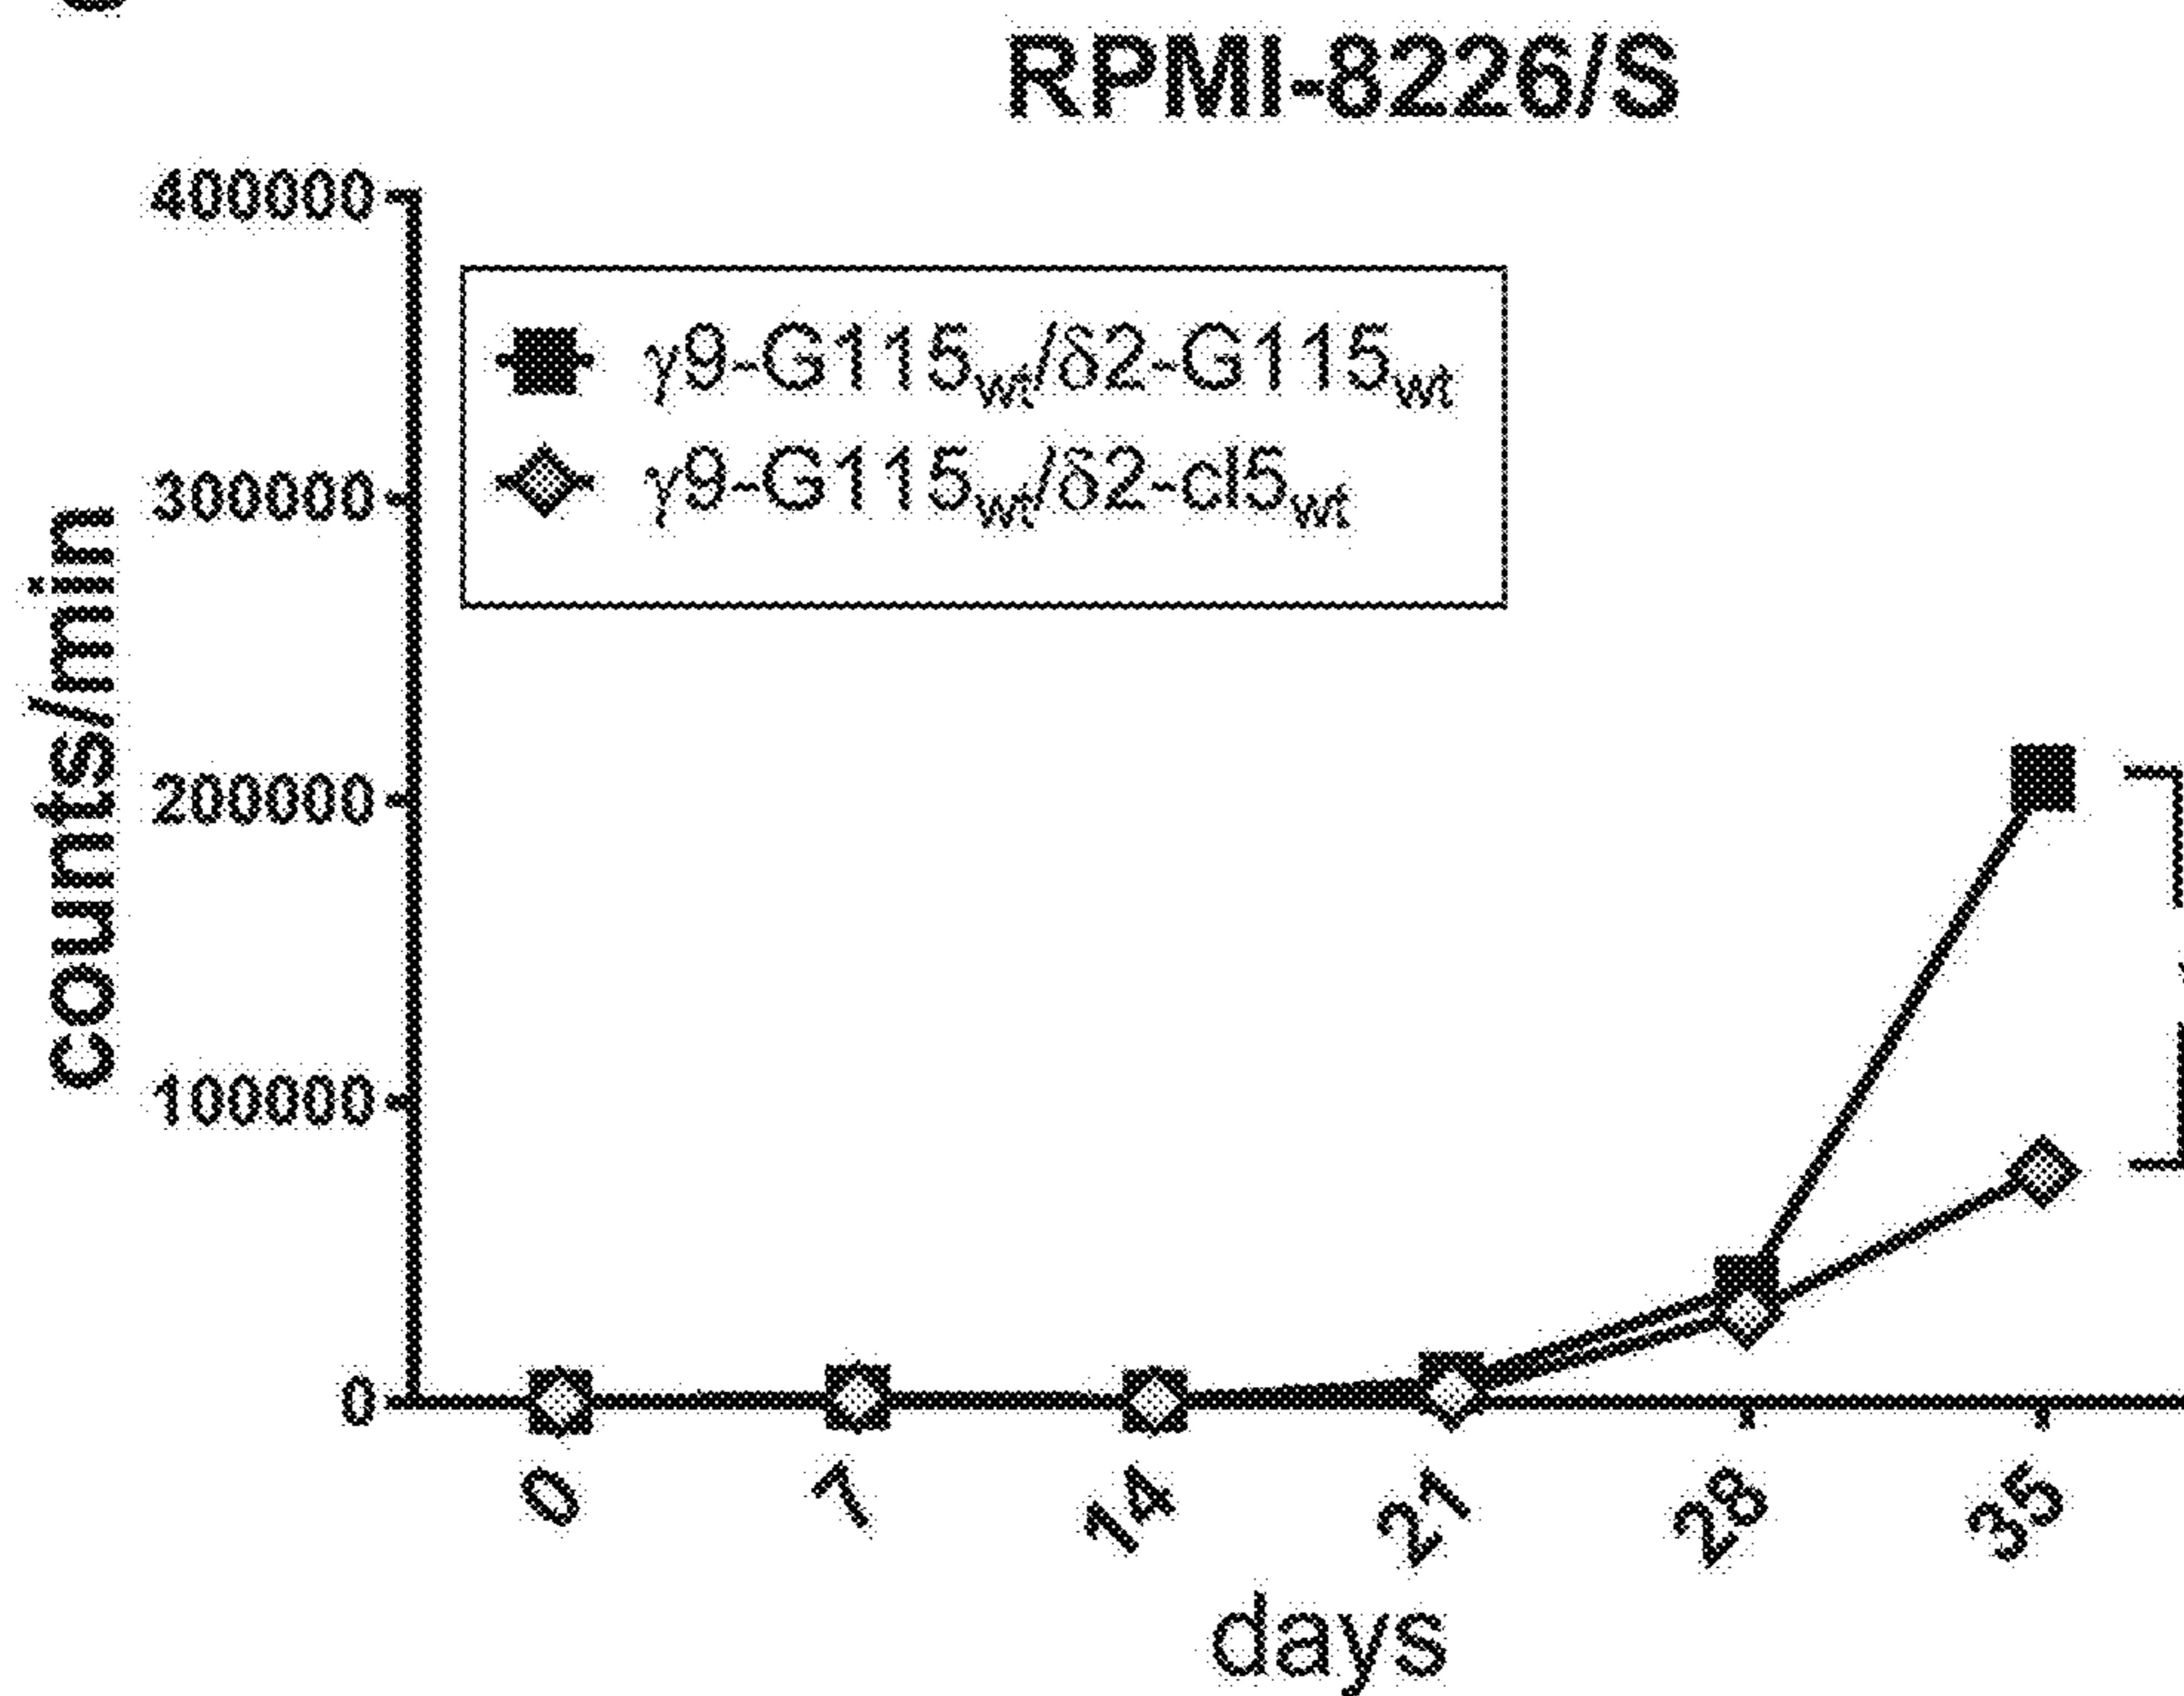 RPMI-8226/S
400000
300000
200000
100000
0
counts/min
γ9-G115wt/δ2-G115wt
γ9-G115wt/δ2-cl5wt
0 7 14 21 28 35
days